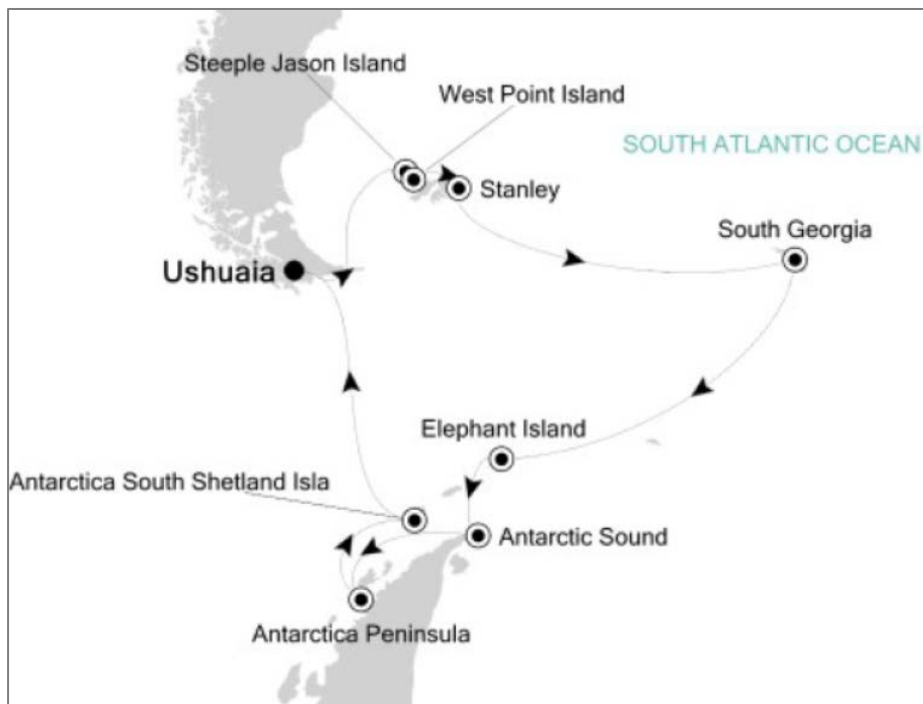 Steeple Jason Island
West Point Island
SOUTH ATLANTIC OCEAN
Stanley
South Georgia
Ushuaia
Elephant Island
Antarctica South Shetland Isla
Antarctic Sound
Antarctica Peninsula